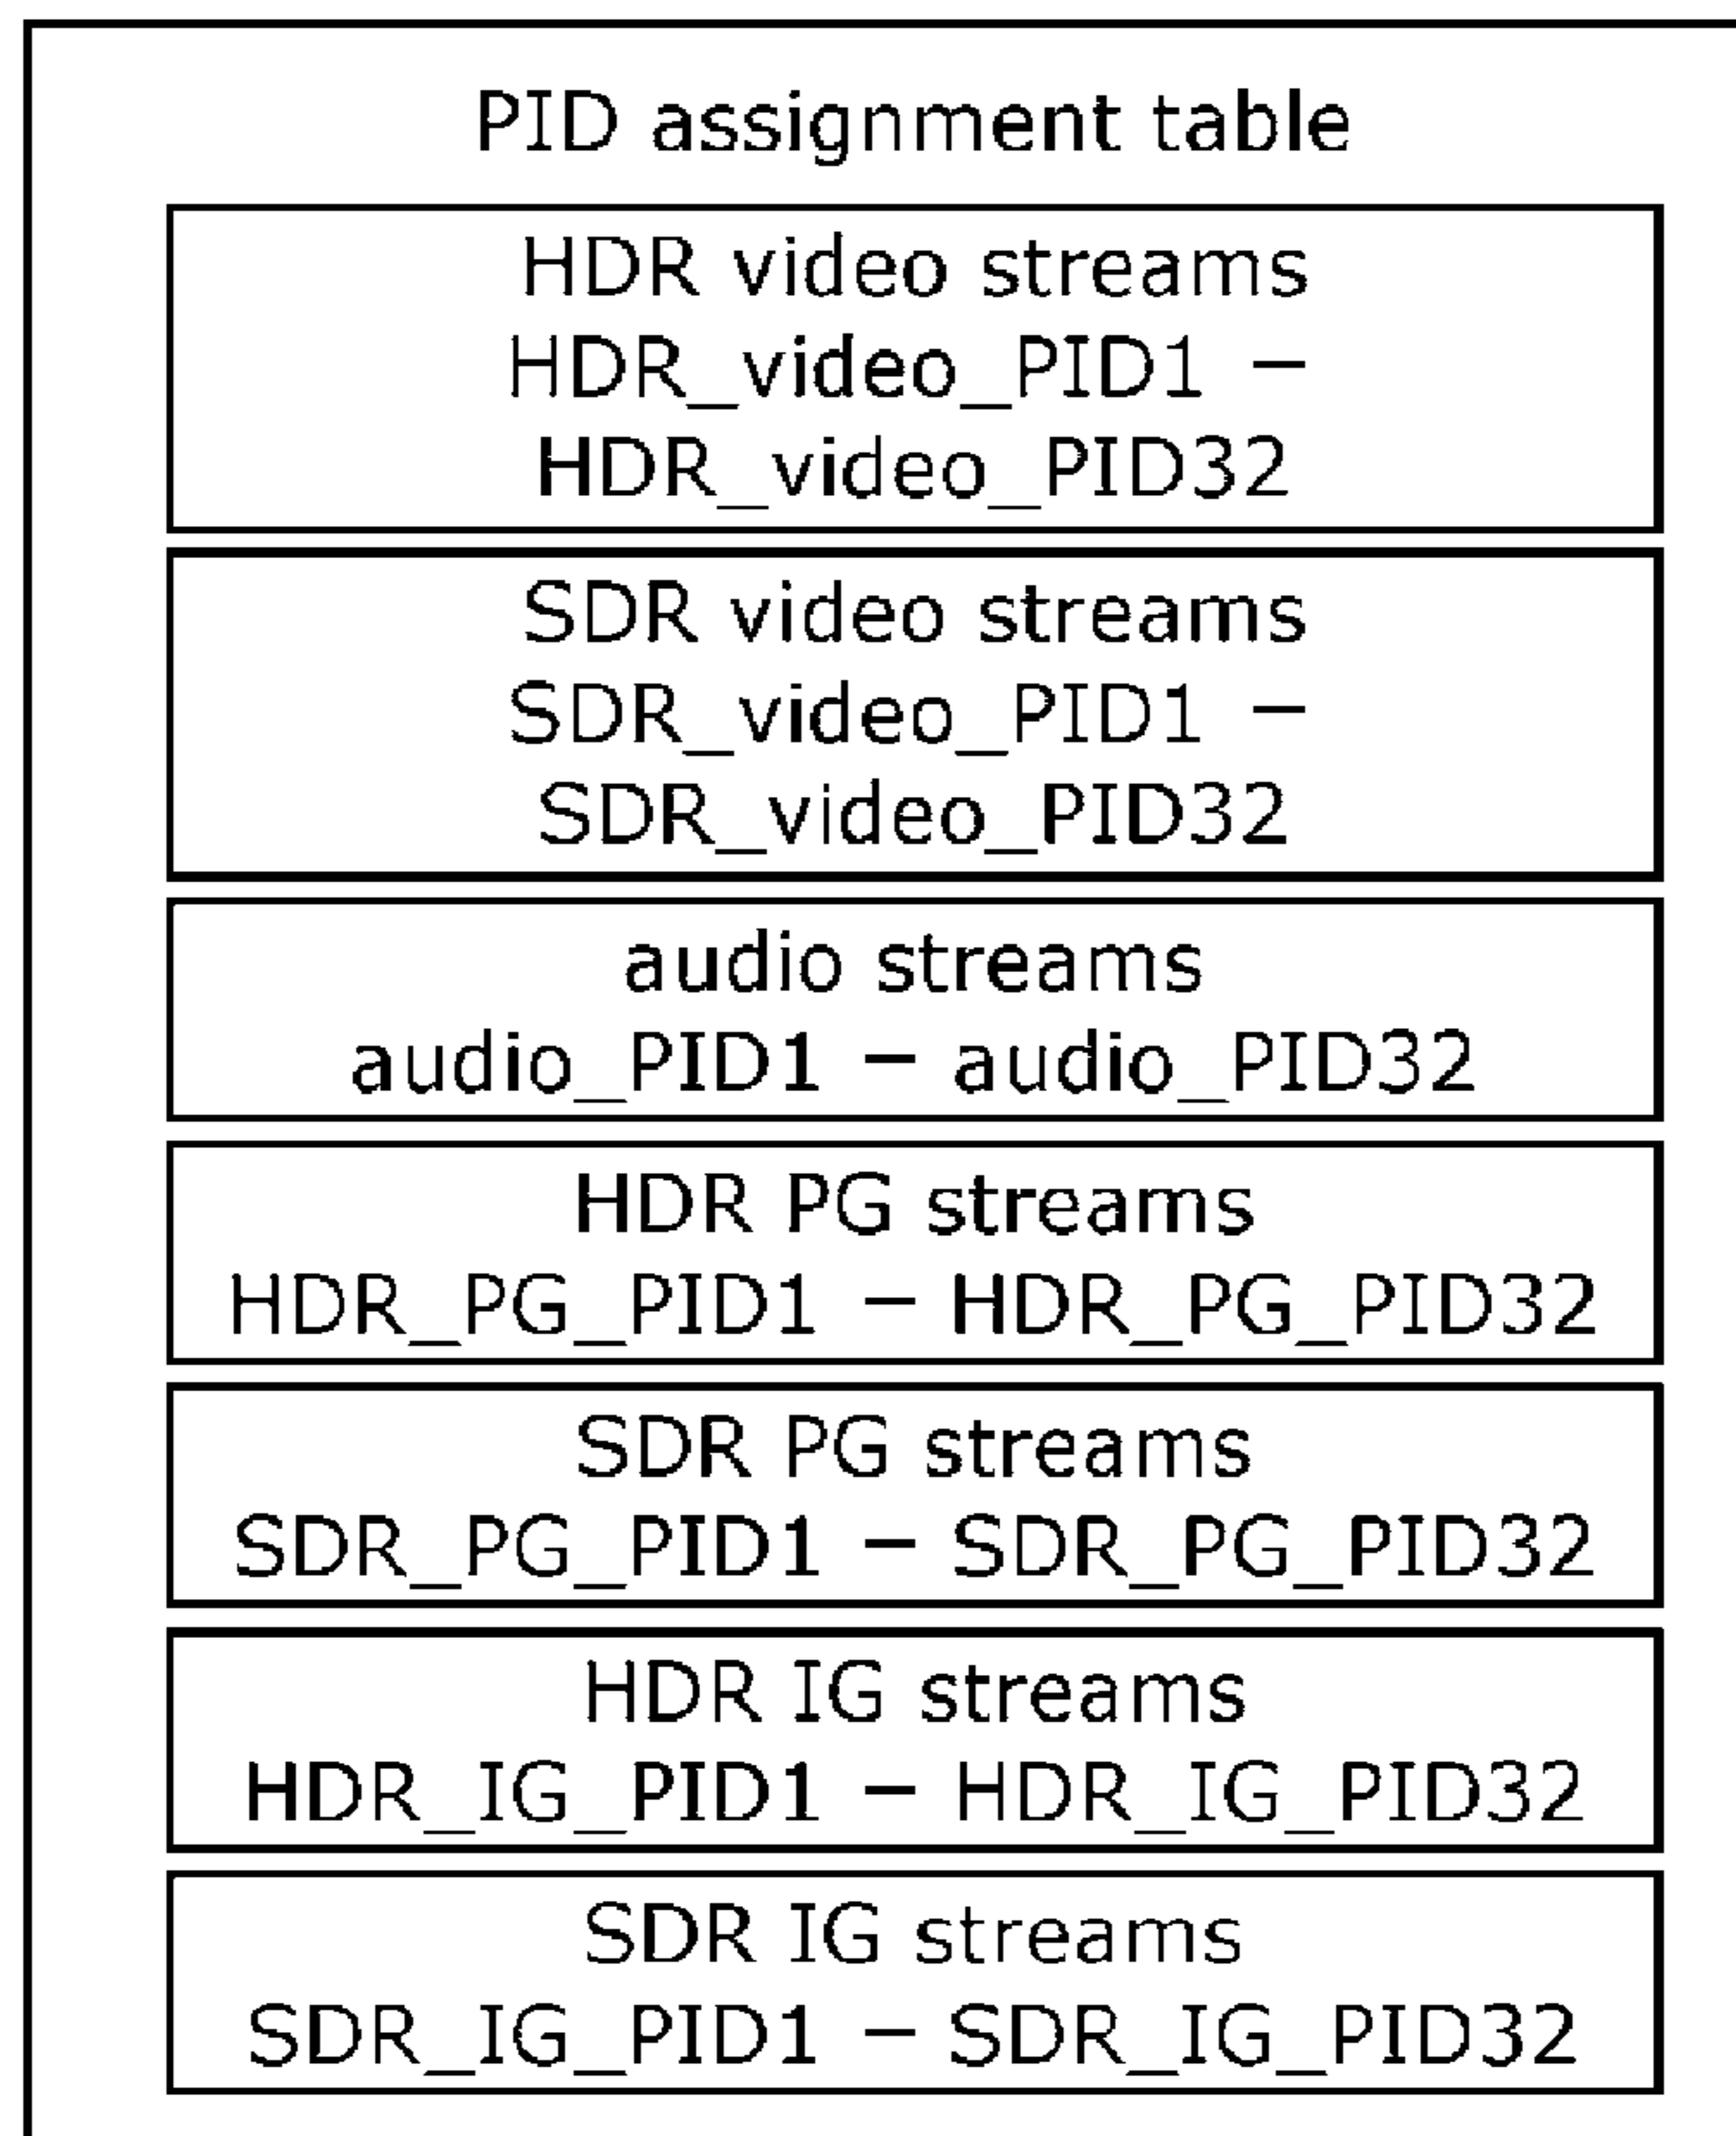 PID assignment table
HDR video streams
HDR_video_PID1 –
HDR_video_PID32
SDR video streams
SDR_video_PID1 –
SDR_video_PID32
audio streams
audio_PID1 – audio_PID32
HDR PG streams
HDR_PG_PID1 – HDR_PG_PID32
SDR PG streams
SDR_PG_PID1 – SDR_PG_PID32
HDR IG streams
HDR_IG_PID1 – HDR_IG_PID32
SDR IG streams
SDR_IG_PID1 – SDR_IG_PID32